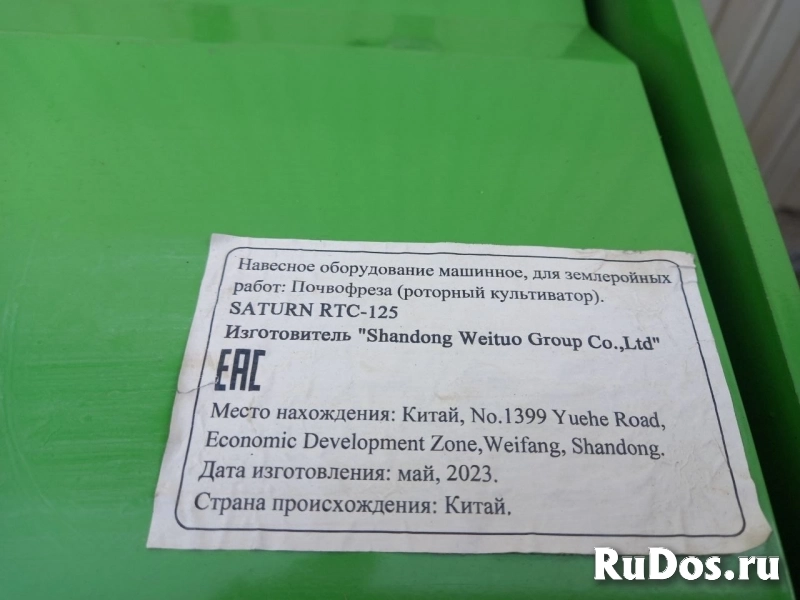 Навесное оборудование машинное, для землеройных
работ: Почвофреза (роторный культиватор).
SATURN RTC-125
Изготовитель "Shandong Weituo Group Co.,Ltd"
EAC
Место нахождения: Китай, No.1399 Yuehe Road,
Economic Development Zone,Weifang, Shandong.
Дата изготовления: май, 2023.
Страна происхождения: Китай.
RuDos.ru